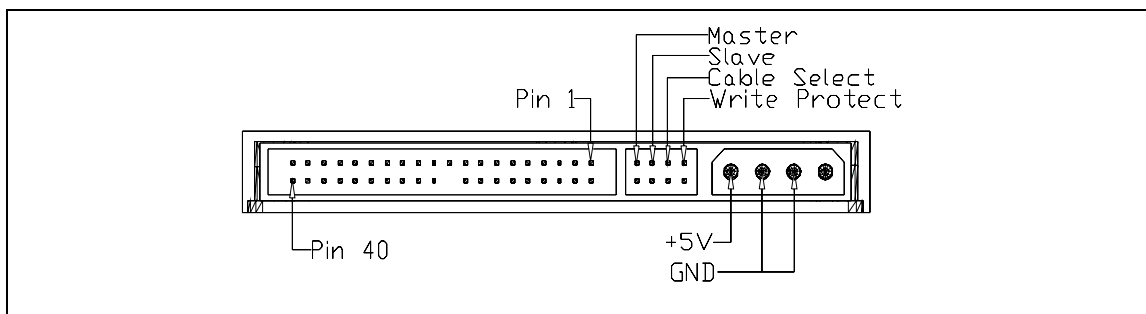 Master
Slave
Cable Select
Pin 1
Write Protect
Pin 40
+5V
GND